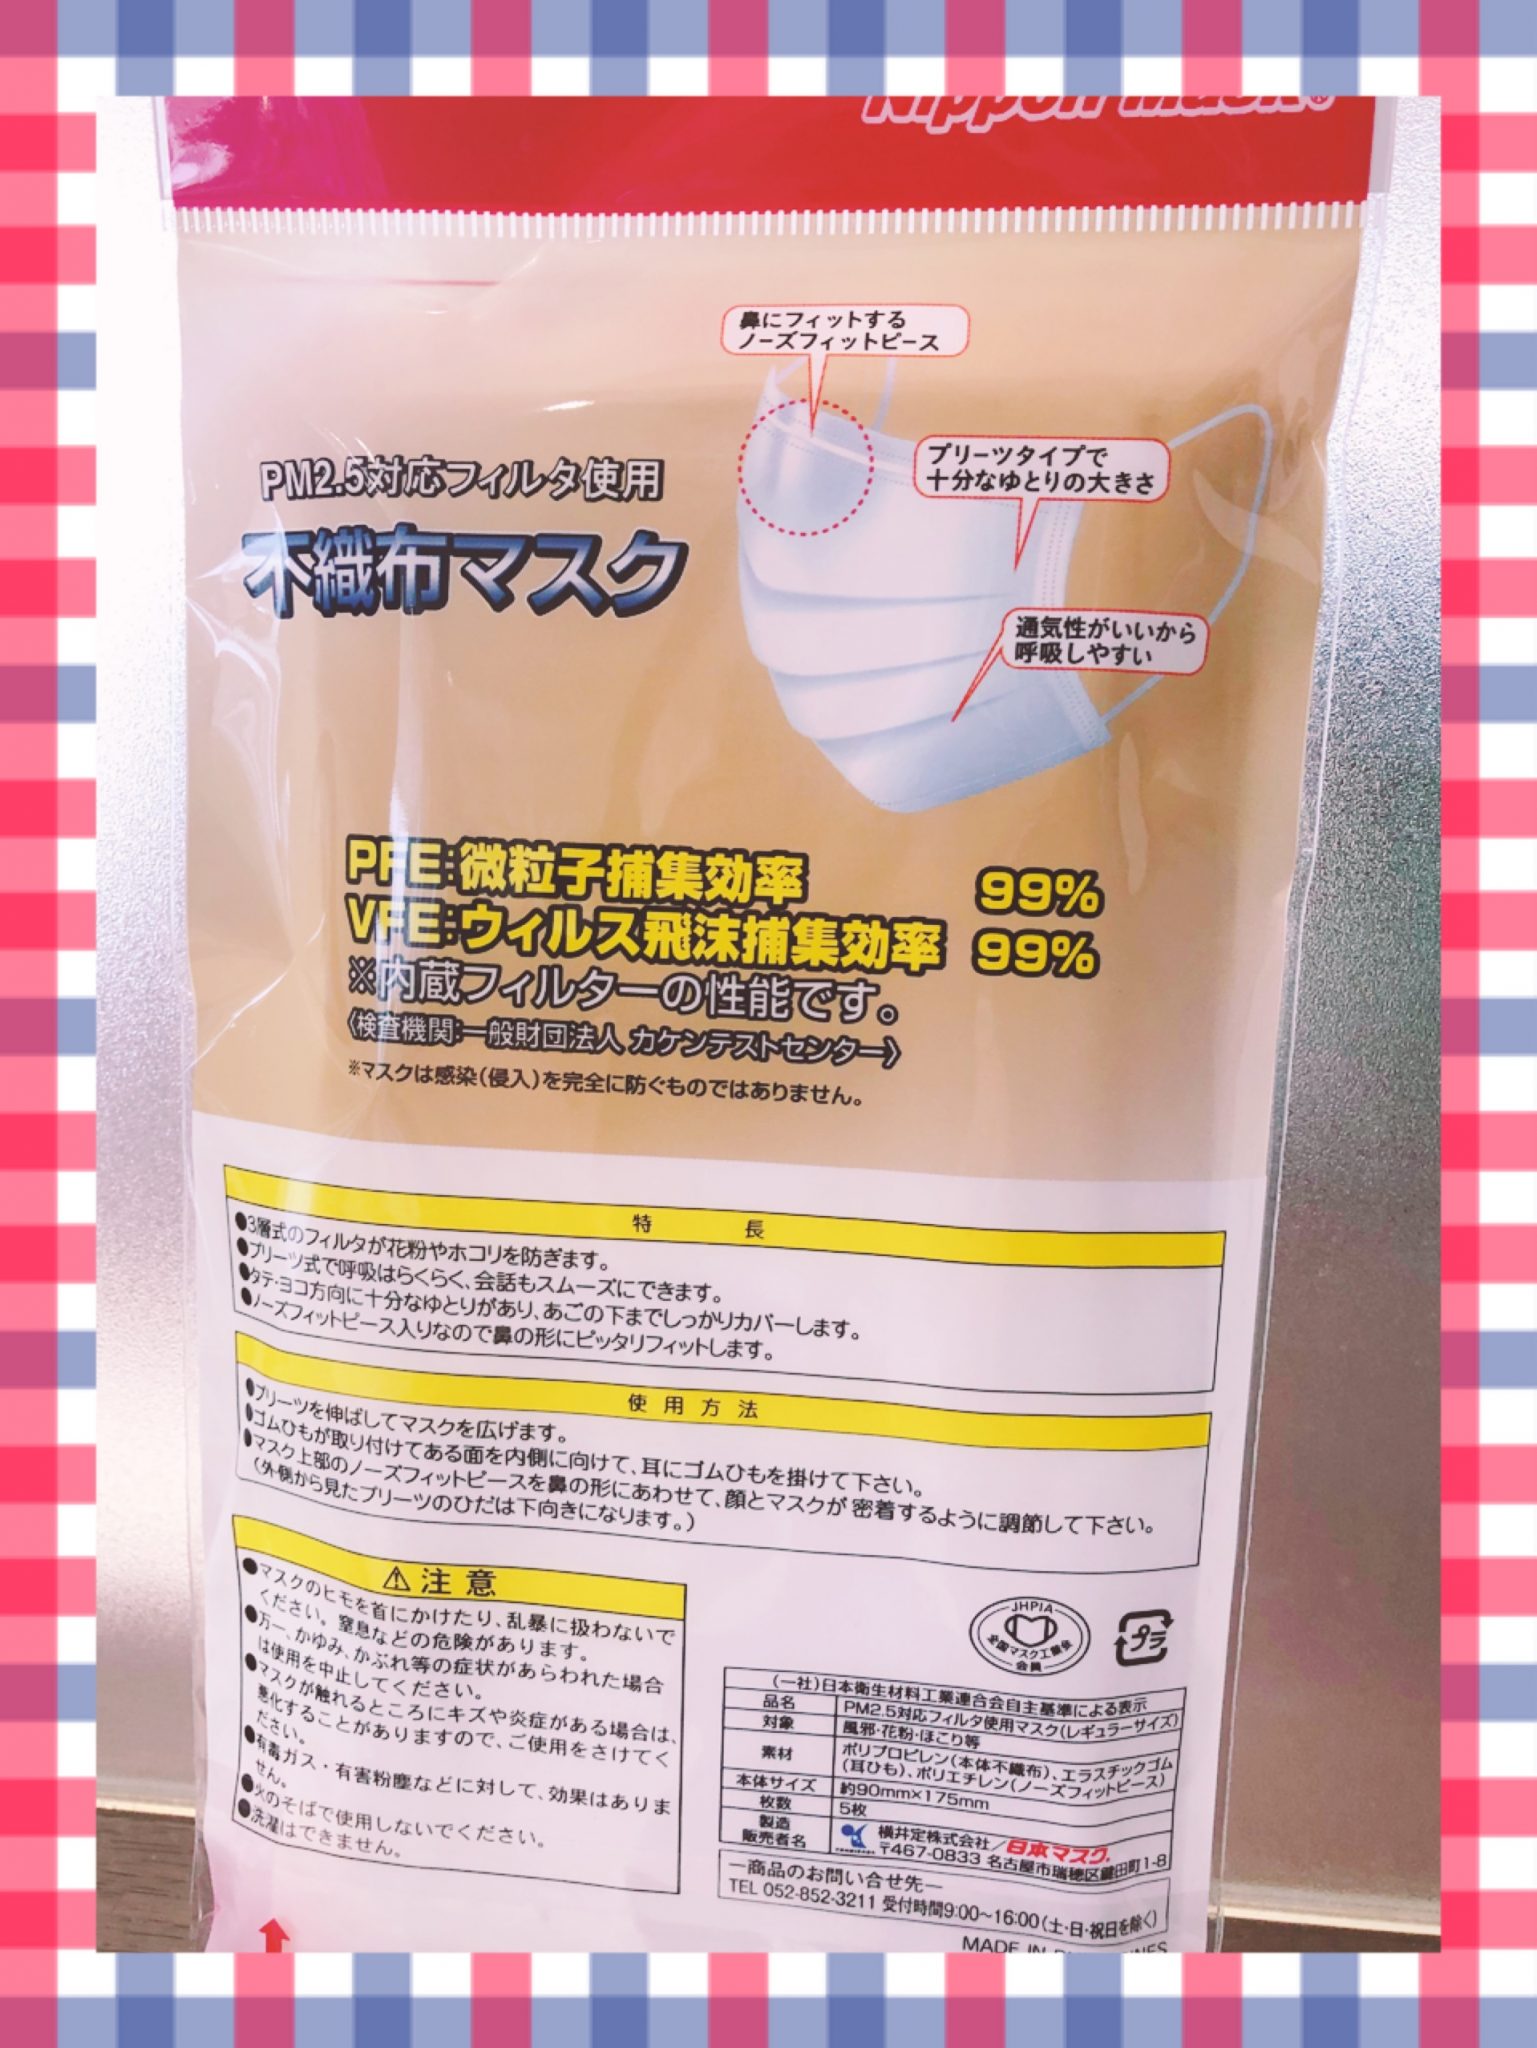 Nippon Mask®
鼻にフィットする
ノーズフィットピース
プリーツタイプで
十分なゆとりの大きさ
通気性がいいから
呼吸しやすい
PM2.5対応フィルタ使用
不織布マスク
PFE:微粒子捕集効率 99%
VFE:ウィルス飛沫捕集効率 99%
※内蔵フィルターの性能です。
〈検査機関:一般財団法人 カケンテストセンター〉
※マスクは感染(侵入)を完全に防ぐものではありません。
特 長
●3層式のフィルタが花粉やホコリを防ぎます。
●プリーツ式で呼吸はらくらく、会話もスムーズにできます。
●タテ・ヨコ方向に十分なゆとりがあり、あごの下までしっかりカバーします。
●ノーズフィットピース入りなので鼻の形にピッタリフィットします。
使用方法
●プリーツを伸ばしてマスクを広げます。
●ゴムひもが取り付けてある面を内側に向けて、耳にゴムひもを掛けて下さい。
●マスク上部のノーズフィットピースを鼻の形にあわせて、顔とマスクが密着するように調節して下さい。
(外側から見たプリーツのひだは下向きになります。)
⚠注意
●マスクのヒモを首にかけたり、乱暴に扱わないで
ください。窒息などの危険があります。
●万一、かゆみ、かぶれ等の症状があらわれた場合
は使用を中止してください。
●マスクが触れるところにキズや炎症がある場合は、
悪化することがありますので、ご使用をさけてく
ださい。
●有毒ガス・有害粉塵などに対して、効果はありま
せん。
●火のそばで使用しないでください。
●洗濯はできません。
JHPIA
全国マスク工業会
会員
プラ
(一社)日本衛生材料工業連合会自主基準による表示
品名 PM2.5対応フィルタ使用マスク(レギュラーサイズ)
対象 風邪・花粉・ほこり等
素材 ポリプロピレン(本体不織布)、エラスチックゴム
(耳ひも)、ポリエチレン(ノーズフィットピース)
本体サイズ 約90mm×175mm
枚数 5枚
製造
販売者名 横井定株式会社/日本マスク®
〒467-0833 名古屋市瑞穂区鍵田町1-8
―商品のお問い合せ先―
TEL 052-852-3211 受付時間9:00~16:00(土・日・祝日を除く)
MADE IN